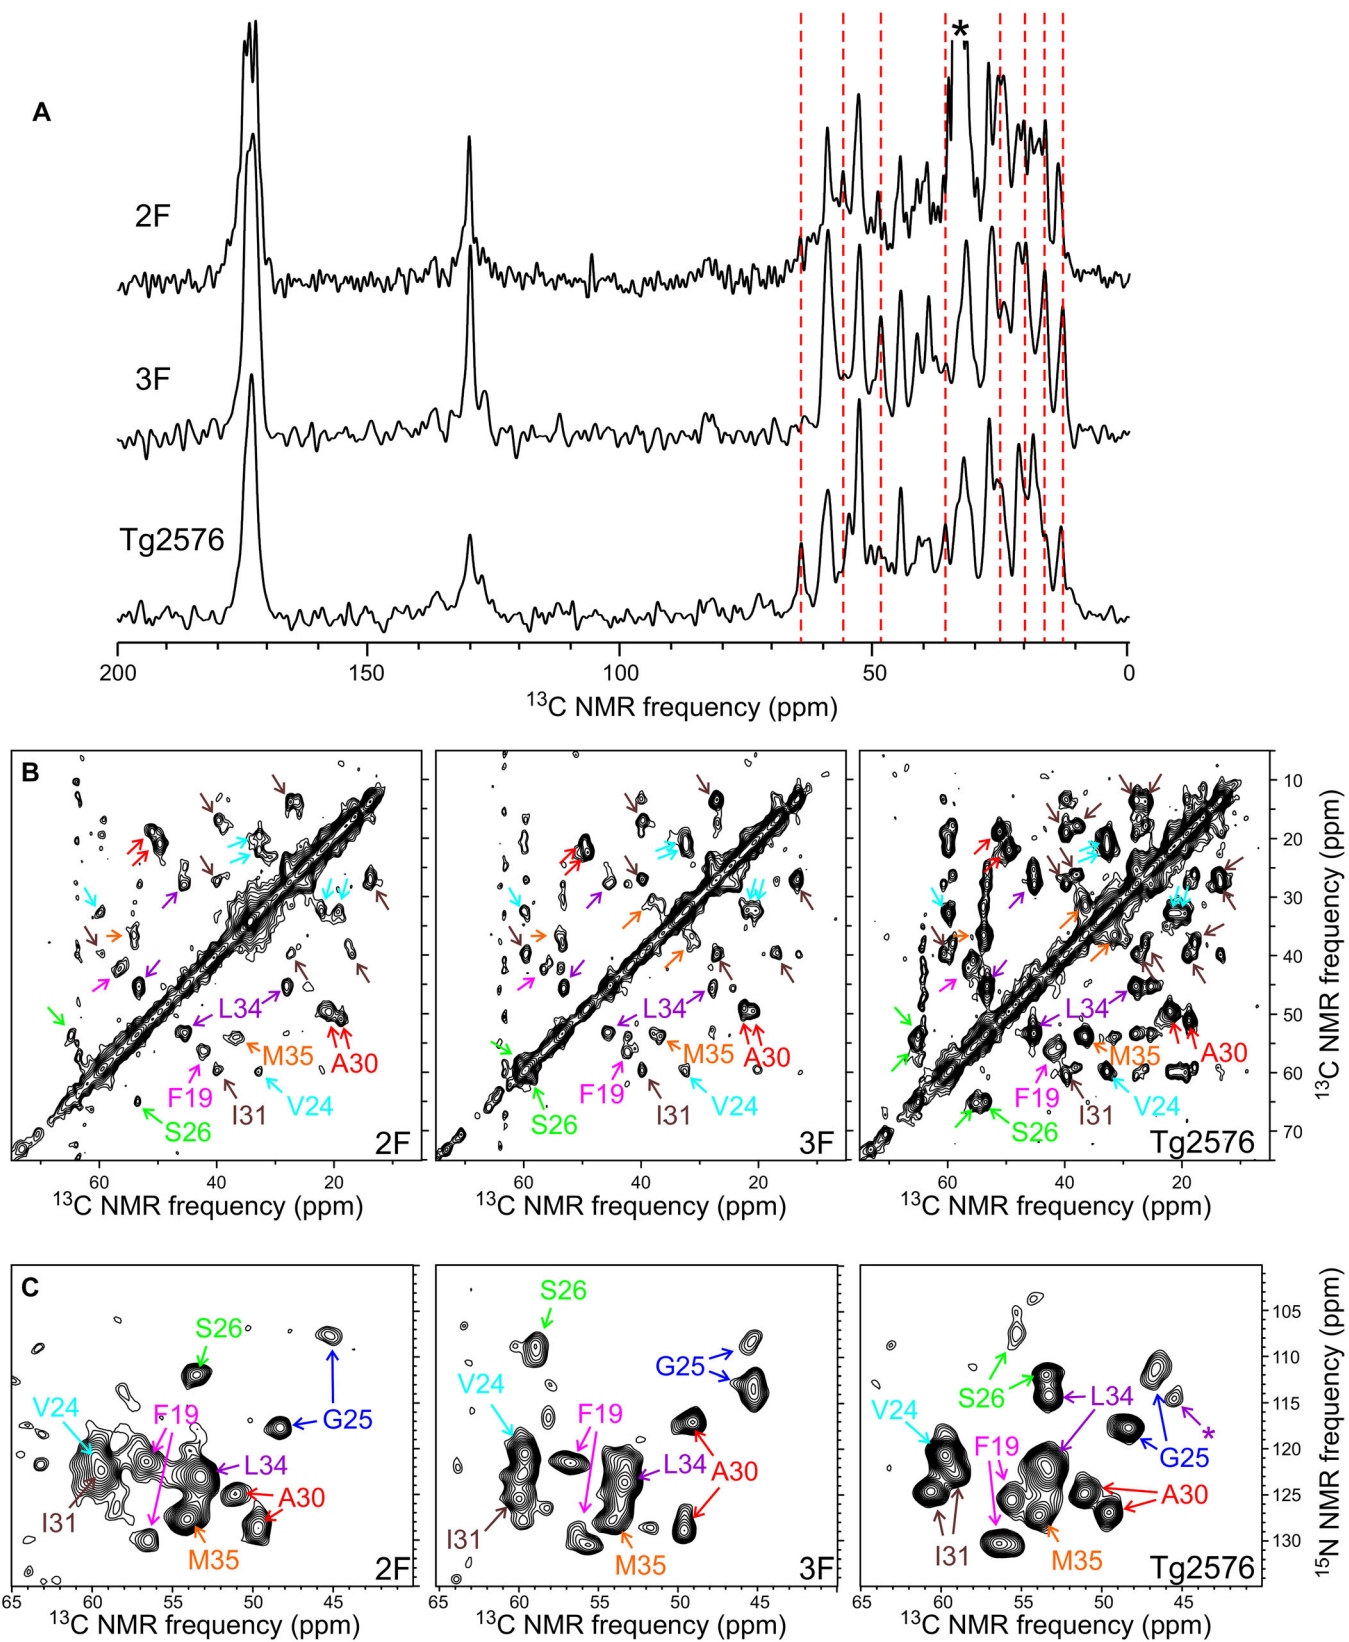 A
*
2F
3F
Tg2576
200 150 100 50 0
13C NMR frequency (ppm)
B
L34
M35
A30
F19
I31
V24
S26
2F
60 40 20
13C NMR frequency (ppm)
L34
M35
A30
F19
I31
V24
S26
3F
60 40 20
13C NMR frequency (ppm)
L34
M35
A30
F19
I31
V24
S26
Tg2576
60 40 20
13C NMR frequency (ppm)
10
20
30
40
50
60
70
13C NMR frequency (ppm)
C
S26
V24
F19
G25
L34
A30
I31
M35
2F
65 60 55 50 45
13C NMR frequency (ppm)
S26
G25
V24
F19
L34
A30
I31
M35
3F
65 60 55 50 45
13C NMR frequency (ppm)
S26
L34
V24
*
F19
G25
A30
I31
M35
Tg2576
65 60 55 50 45
13C NMR frequency (ppm)
105
110
115
120
125
130
15N NMR frequency (ppm)